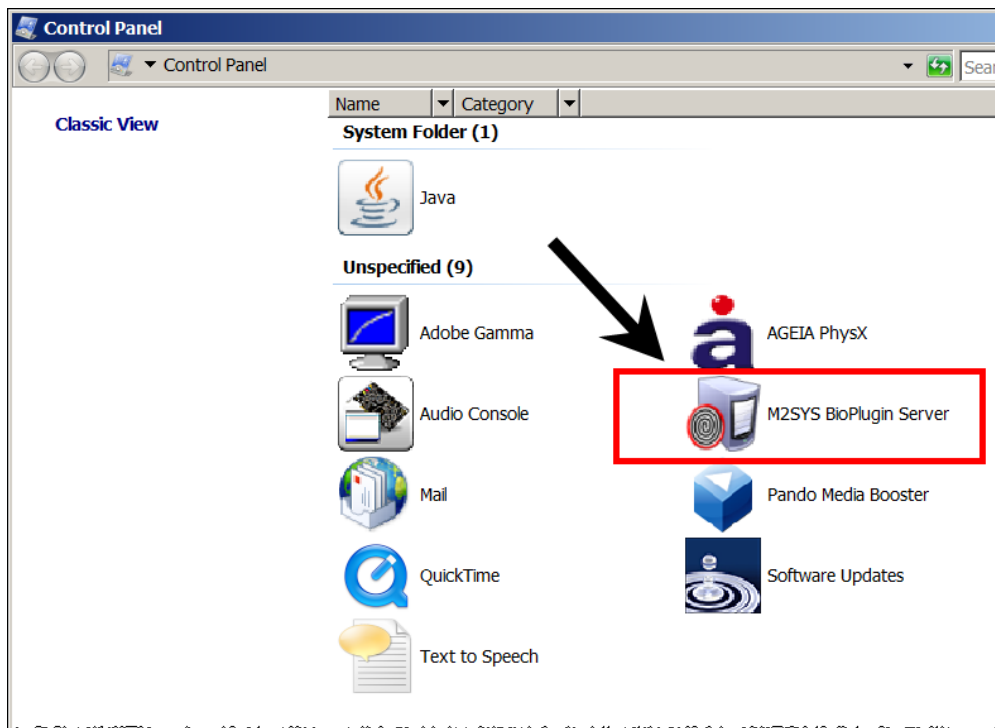 Control Panel
Control Panel
Sear
Classic View
Name Category
System Folder (1)
Java
Unspecified (9)
Adobe Gamma
AGEIA PhysX
Audio Console
M2SYS BioPlugin Server
Mail
Pando Media Booster
QuickTime
Software Updates
Text to Speech